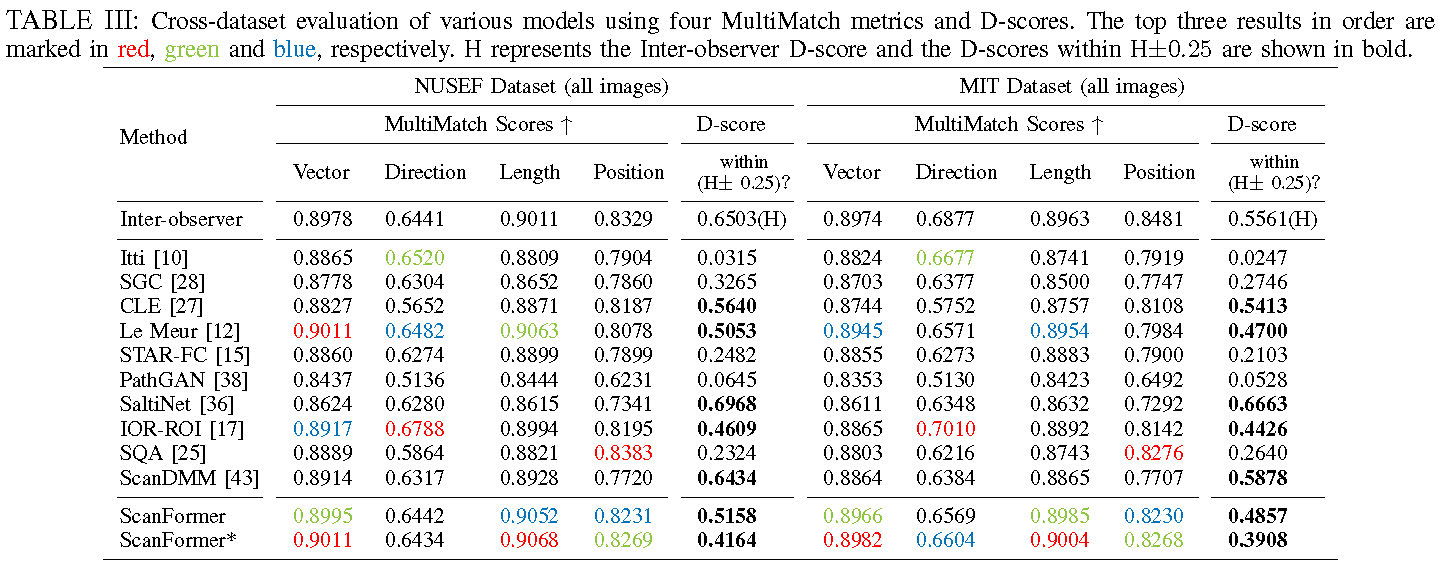 TABLE III: Cross-dataset evaluation of various models using four MultiMatch metrics and D-scores. The top three results in order are
marked in red, green and blue, respectively. H represents the Inter-observer D-score and the D-scores within H±0.25 are shown in bold.
NUSEF Dataset (all images) MIT Dataset (all images)
Method MultiMatch Scores ↑ D-score MultiMatch Scores ↑ D-score
Vector Direction Length Position within (H± 0.25)? Vector Direction Length Position within (H± 0.25)?
Inter-observer 0.8978 0.6441 0.9011 0.8329 0.6503(H) 0.8974 0.6877 0.8963 0.8481 0.5561(H)
Itti [10] 0.8865 0.6520 0.8809 0.7904 0.0315 0.8824 0.6677 0.8741 0.7919 0.0247
SGC [28] 0.8778 0.6304 0.8652 0.7860 0.3265 0.8703 0.6377 0.8500 0.7747 0.2746
CLE [27] 0.8827 0.5652 0.8871 0.8187 0.5640 0.8744 0.5752 0.8757 0.8108 0.5413
Le Meur [12] 0.9011 0.6482 0.9063 0.8078 0.5053 0.8945 0.6571 0.8954 0.7984 0.4700
STAR-FC [15] 0.8860 0.6274 0.8899 0.7899 0.2482 0.8855 0.6273 0.8883 0.7900 0.2103
PathGAN [38] 0.8437 0.5136 0.8444 0.6231 0.0645 0.8353 0.5130 0.8423 0.6492 0.0528
SaltiNet [36] 0.8624 0.6280 0.8615 0.7341 0.6968 0.8611 0.6348 0.8632 0.7292 0.6663
IOR-ROI [17] 0.8917 0.6788 0.8994 0.8195 0.4609 0.8865 0.7010 0.8892 0.8142 0.4426
SQA [25] 0.8889 0.5864 0.8821 0.8383 0.2324 0.8803 0.6216 0.8743 0.8276 0.2640
ScanDMM [43] 0.8914 0.6317 0.8928 0.7720 0.6434 0.8864 0.6384 0.8865 0.7707 0.5878
ScanFormer 0.8995 0.6442 0.9052 0.8231 0.5158 0.8966 0.6569 0.8985 0.8230 0.4857
ScanFormer* 0.9011 0.6434 0.9068 0.8269 0.4164 0.8982 0.6604 0.9004 0.8268 0.3908